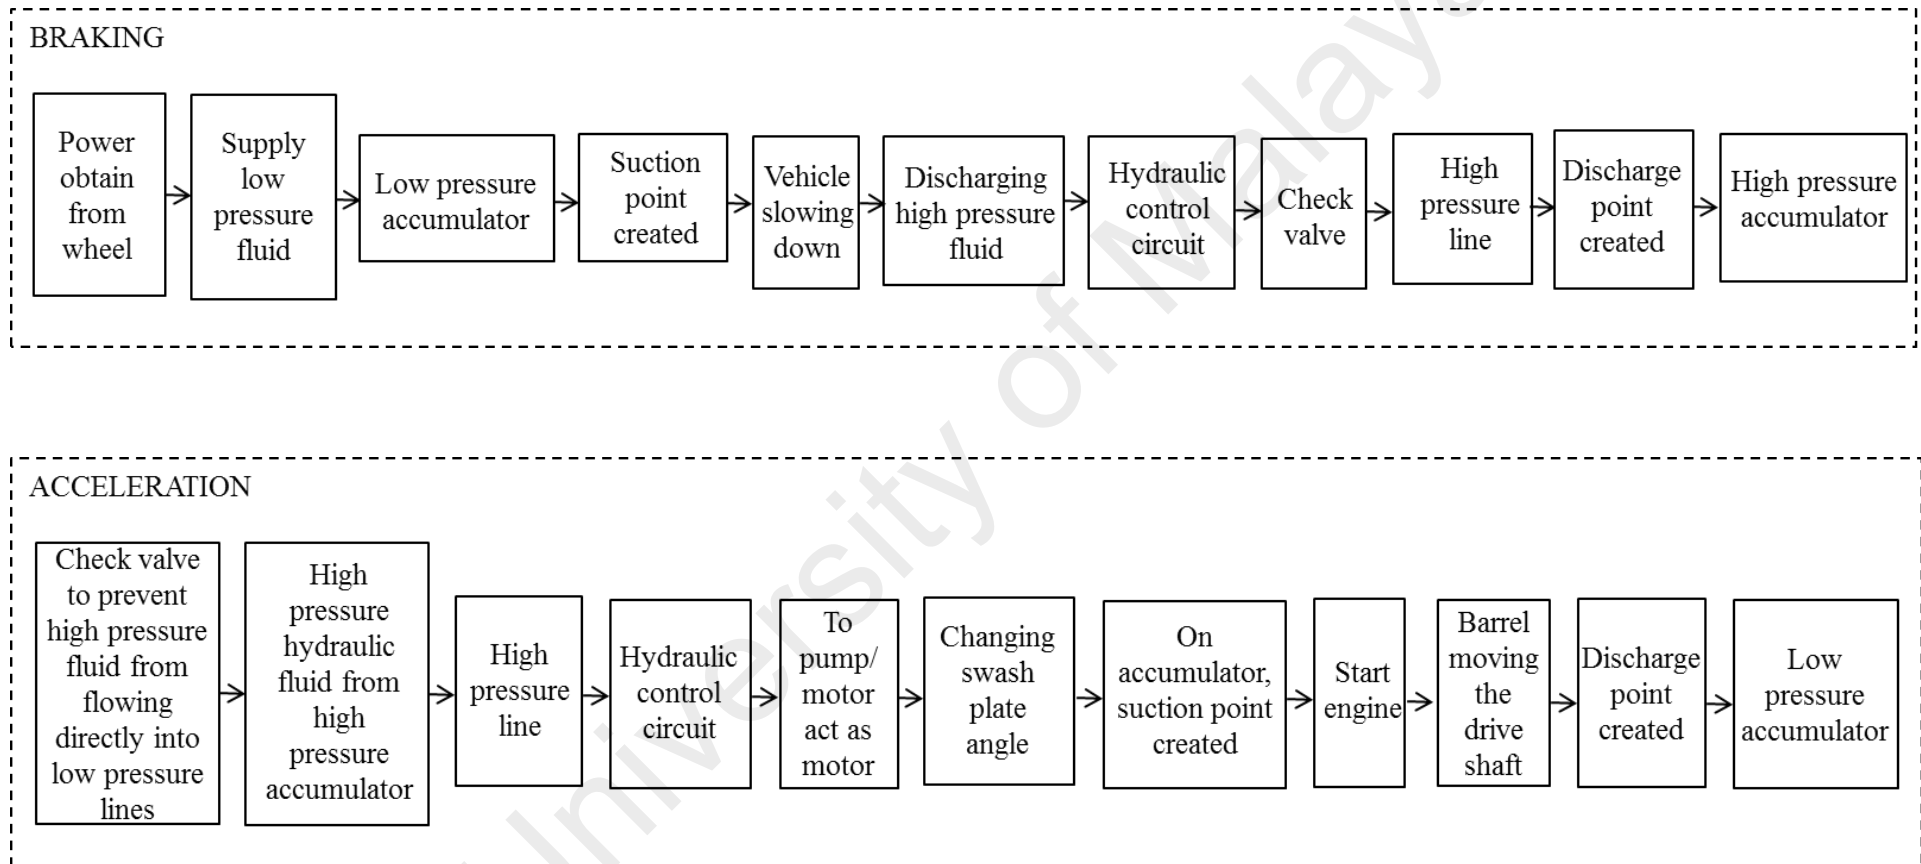 BRAKING
Power
obtain
from
wheel
Supply
low
pressure
fluid
Low pressure
accumulator
Suction
point
created
Vehicle
slowing
down
Discharging
high pressure
fluid
Hydraulic
control
circuit
Check
valve
High
pressure
line
Discharge
point
created
High pressure
accumulator
ACCELERATION
Check valve
to prevent
high pressure
fluid from
flowing
directly into
low pressure
lines
High
pressure
hydraulic
fluid from
high
pressure
accumulator
High
pressure
line
Hydraulic
control
circuit
To
pump/
motor
act as
motor
Changing
swash
plate
angle
On
accumulator,
suction point
created
Start
engine
Barrel
moving
the
drive
shaft
Discharge
point
created
Low
pressure
accumulator
University of Malaya